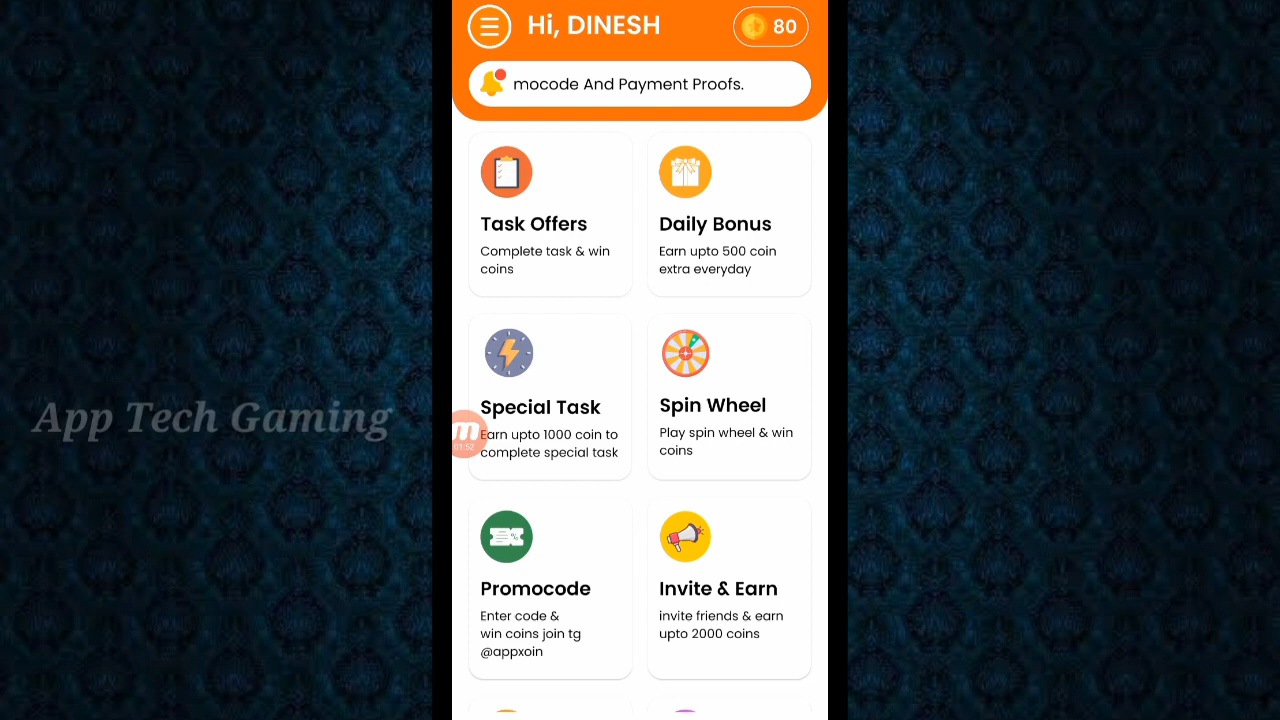 Hi, DINESH
80
mocode And Payment Proofs.
Task Offers
Complete task & win
coins
Daily Bonus
Earn upto 500 coin
extra everyday
Special Task
Earn upto 1000 coin to
complete special task
Spin Wheel
Play spin wheel & win
coins
App Tech Gaming
m
01:52
Promocode
Enter code &
win coins join tg
@appxoin
Invite & Earn
invite friends & earn
upto 2000 coins